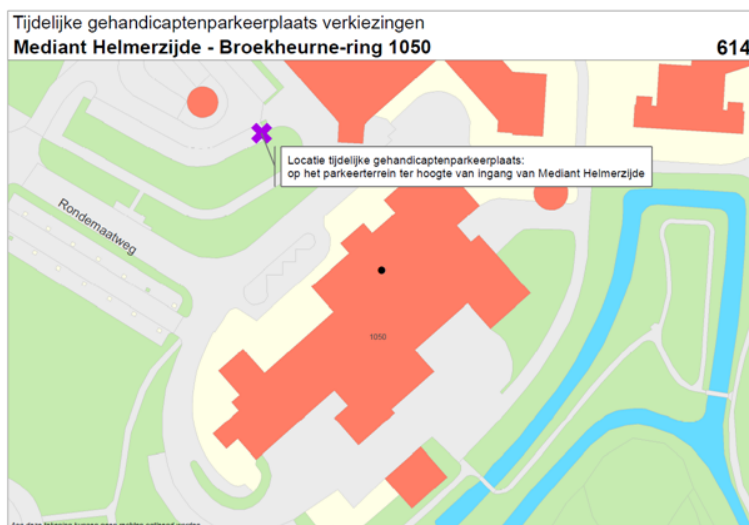 Tijdelijke gehandicaptenparkeerplaats verkiezingen
Mediant Helmerzijde - Broekheurne-ring 1050 614
Locatie tijdelijke gehandicaptenparkeerplaats:
op het parkeerterrein ter hoogte van ingang van Mediant Helmerzijde
Rondemaatweg
1050